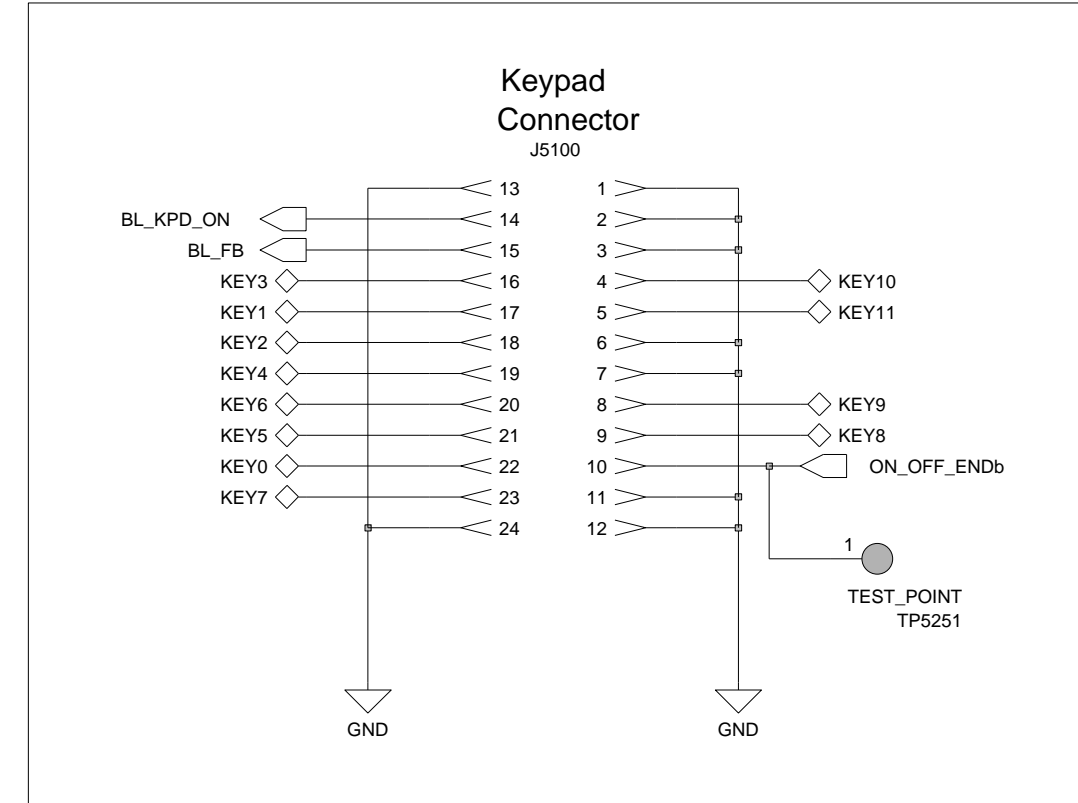 Keypad
Connector
J5100
13 1
BL_KPD_ON 14 2
BL_FB 15 3
KEY3 16 4 KEY10
KEY1 17 5 KEY11
KEY2 18 6
KEY4 19 7
KEY6 20 8 KEY9
KEY5 21 9 KEY8
KEY0 22 10 ON_OFF_ENDb
KEY7 23 11
24 12
1
TEST_POINT
TP5251
GND GND